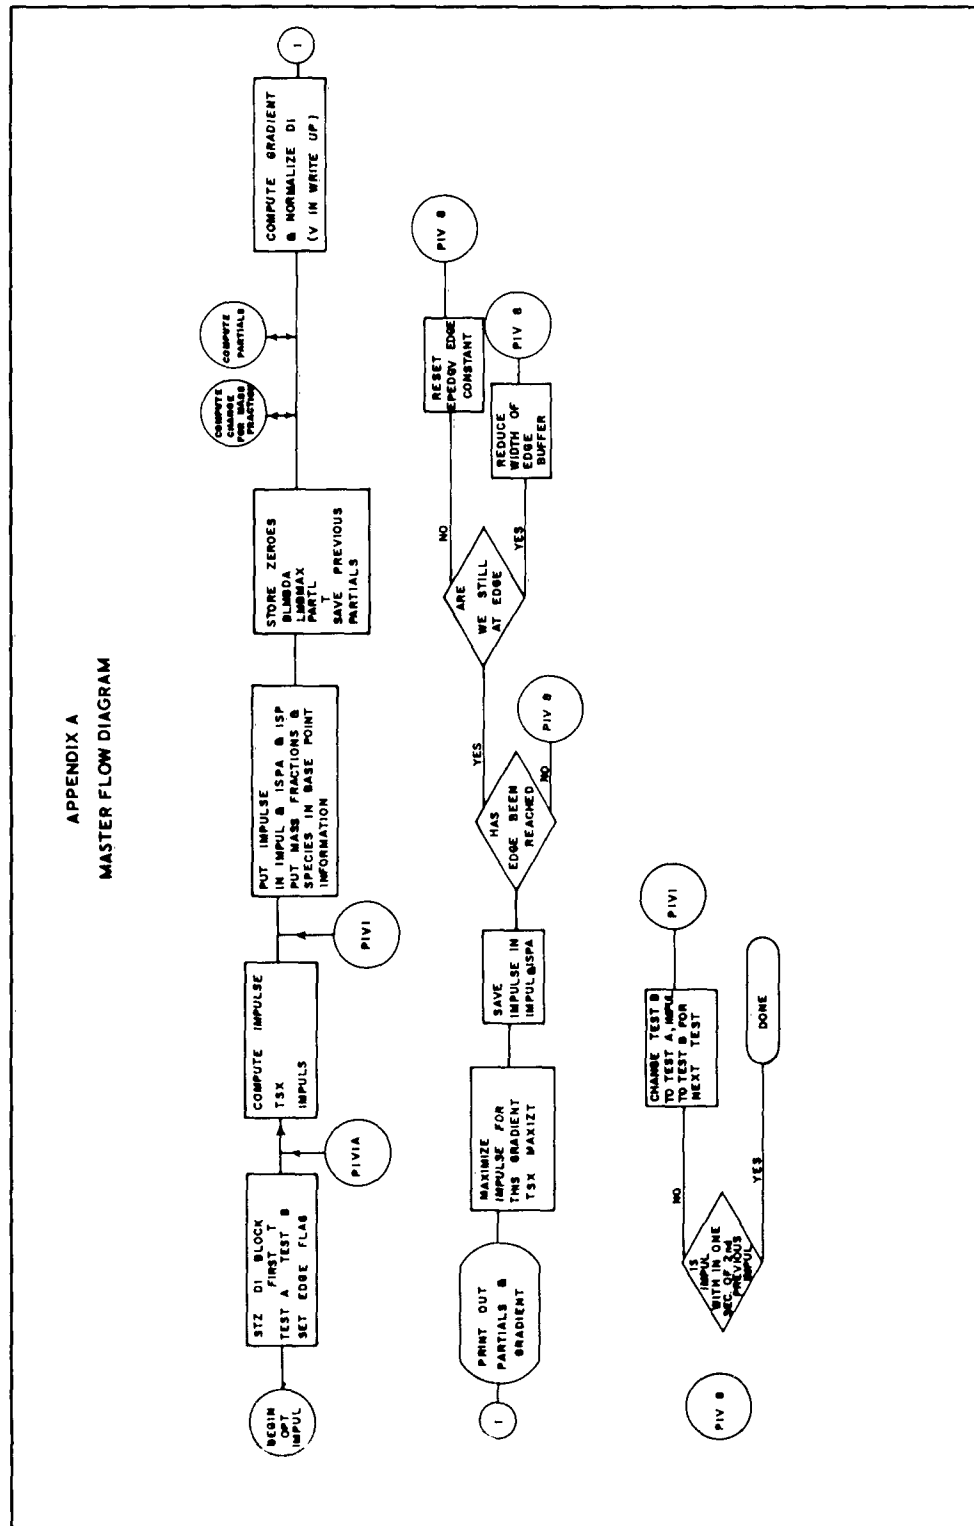 APPENDIX A
MASTER FLOW DIAGRAM
BEGIN
OPT
IMPUL
STZ DI BLOCK
FIRST T
TEST A TEST B
SET EDGE FLAG
PIVIA
COMPUTE IMPULSE
TSX
IMPULS
PIVI
PUT IMPULSE
IN IMPUL & ISPA & ISP
PUT MASS FRACTIONS &
SPECIES IN BASE POINT
INFORMATION
STORE ZEROES
BLMBDA
LMBMAX
PARTL
T
SAVE PREVIOUS
PARTIALS
COMPUTE
CHANGE
FOR MASS
FRACTION
COMPUTE
PARTIALS
COMPUTE GRADIENT
& NORMALIZE DI
(V IN WRITE UP)
I
I
PRINT OUT
PARTIALS &
GRADIENT
MAXIMIZE
IMPULSE FOR
THIS GRADIENT
TSX MAXIZT
SAVE
IMPULSE IN
IMPUL&ISPA
HAS
EDGE BEEN
REACHED
YES
NO
PIV 8
ARE
WE STILL
AT EDGE
NO
YES
RESET
EPEDGV EDGE
CONSTANT
PIV 8
REDUCE
WIDTH OF
EDGE
BUFFER
PIV 8
PIV 8
IS
IMPUL
WITH IN ONE
SEC. OF 2nd
PREVIOUS
IMPUL
NO
YES
CHANGE TEST B
TO TEST A, IMPUL
TO TEST B FOR
NEXT TEST
PIVI
DONE